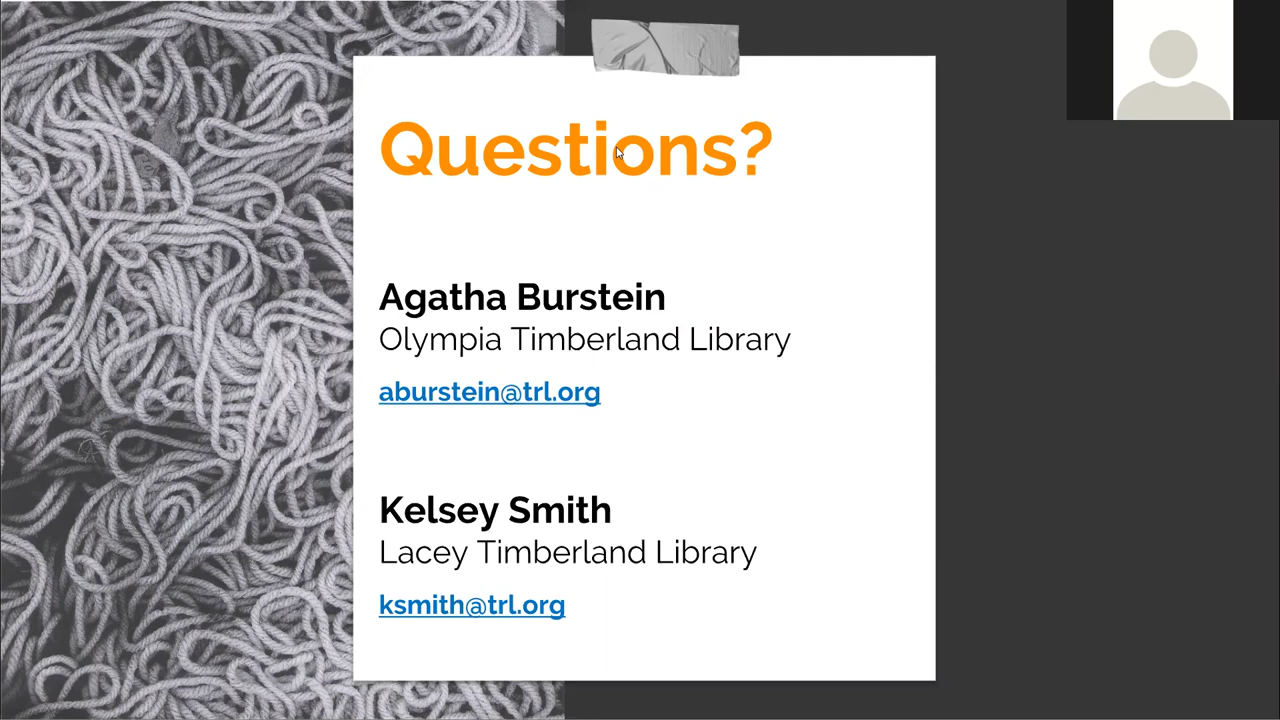 Questions?
Agatha Burstein
Olympia Timberland Library
aburstein@trl.org
Kelsey Smith
Lacey Timberland Library
ksmith@trl.org